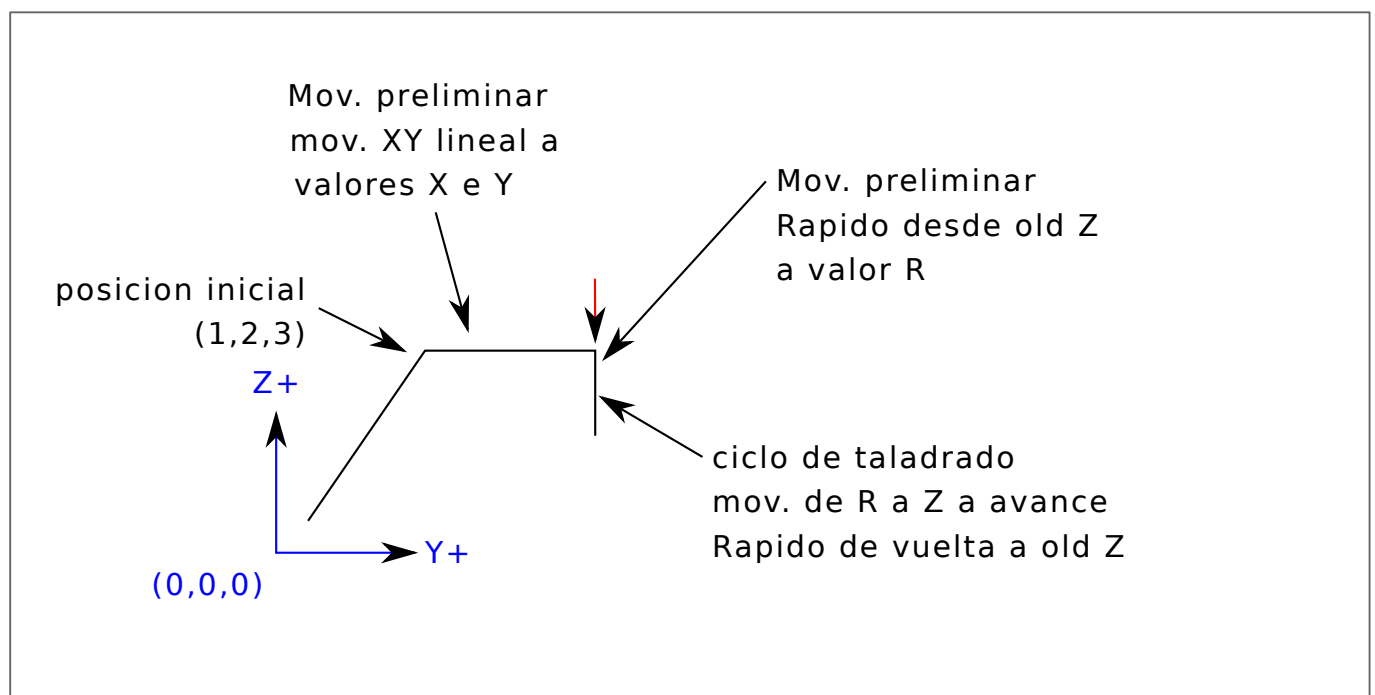 Mov. preliminar
mov. XY lineal a
valores X e Y
Mov. preliminar
Rapido desde old Z
a valor R
posicion inicial
(1,2,3)
Z+
ciclo de taladrado
mov. de R a Z a avance
Rapido de vuelta a old Z
Y+
(0,0,0)